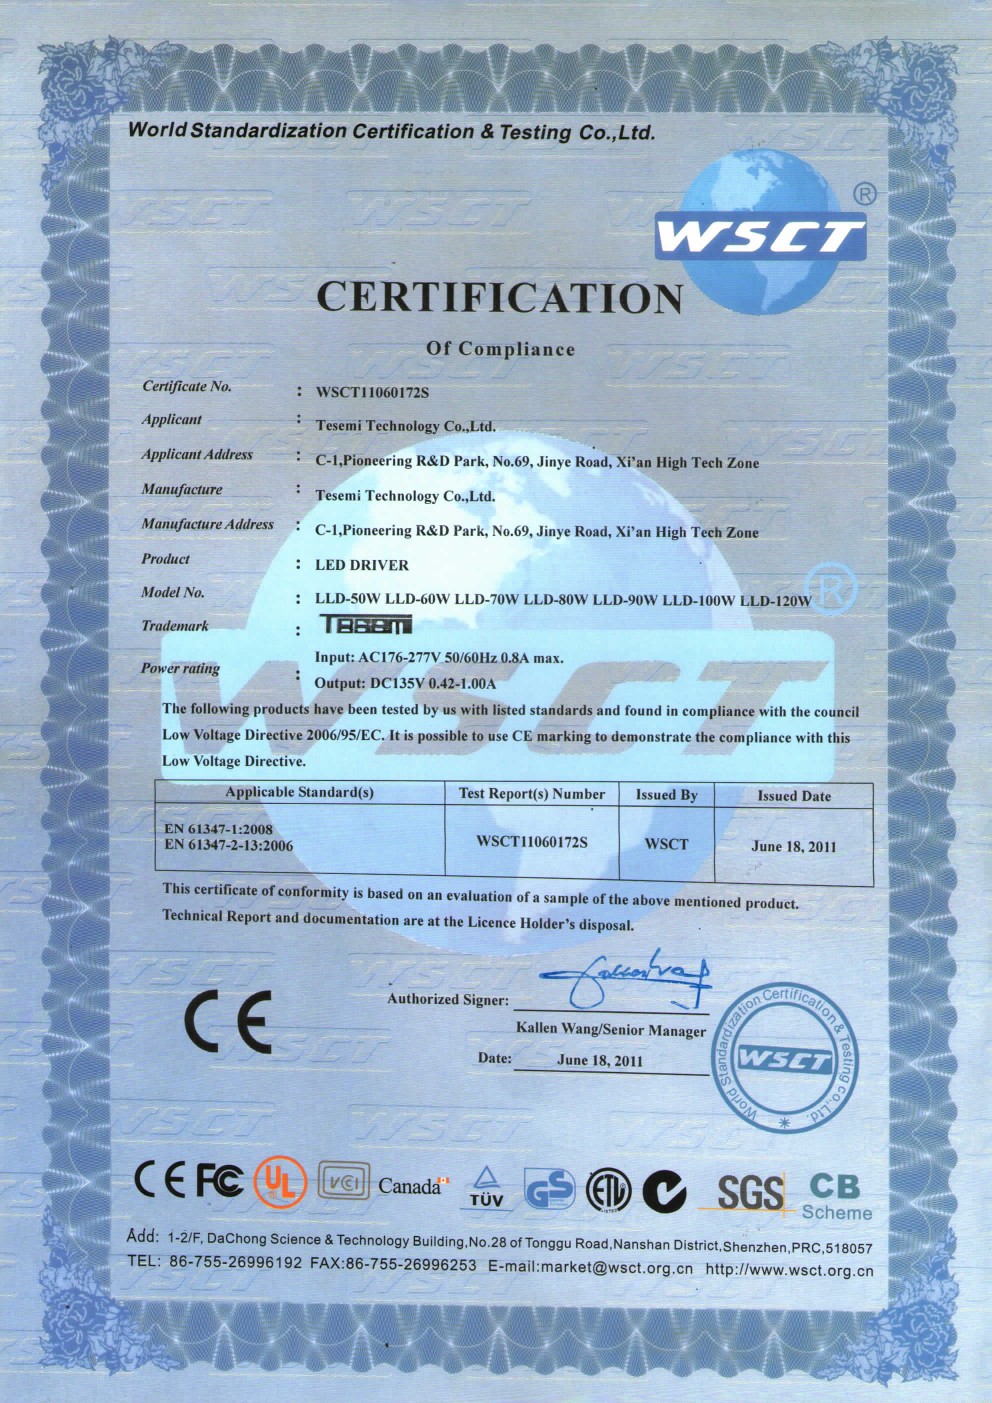 World Standardization Certification & Testing Co.,Ltd.
®
WSCT
CERTIFICATION
Of Compliance
Certificate No. : WSCT11060172S
Applicant : Tesemi Technology Co.,Ltd.
Applicant Address : C-1,Pioneering R&D Park, No.69, Jinye Road, Xi'an High Tech Zone
Manufacture : Tesemi Technology Co.,Ltd.
Manufacture Address : C-1,Pioneering R&D Park, No.69, Jinye Road, Xi'an High Tech Zone
Product : LED DRIVER
Model No. : LLD-50W LLD-60W LLD-70W LLD-80W LLD-90W LLD-100W LLD-120W
Trademark : Tesemi
Power rating : Input: AC176-277V 50/60Hz 0.8A max.
Output: DC135V 0.42-1.00A
The following products have been tested by us with listed standards and found in compliance with the council
Low Voltage Directive 2006/95/EC. It is possible to use CE marking to demonstrate the compliance with this
Low Voltage Directive.
Applicable Standard(s) Test Report(s) Number Issued By Issued Date
EN 61347-1:2008
EN 61347-2-13:2006
WSCT11060172S WSCT June 18, 2011
This certificate of conformity is based on an evaluation of a sample of the above mentioned product.
Technical Report and documentation are at the Licence Holder's disposal.
CE
Authorized Signer:
Kallen Wang/Senior Manager
Date: June 18, 2011
World Standardization Certification & Testing co.,Ltd.
WSCT
CE FC UL VCCI Canada TÜV GS ETL LISTED SGS CB Scheme
Add: 1-2/F, DaChong Science & Technology Building,No.28 of Tonggu Road,Nanshan District,Shenzhen,PRC,518057
TEL: 86-755-26996192 FAX:86-755-26996253 E-mail:market@wsct.org.cn http://www.wsct.org.cn